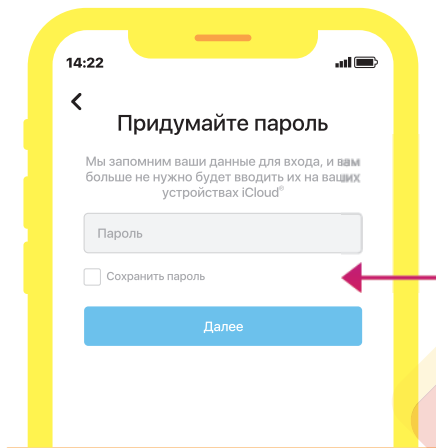 14:22
Придумайте пароль
Мы запомним ваши данные для входа, и вам
больше не нужно будет вводить их на ваших
устройствах iCloud®
Пароль
Сохранить пароль
Далее